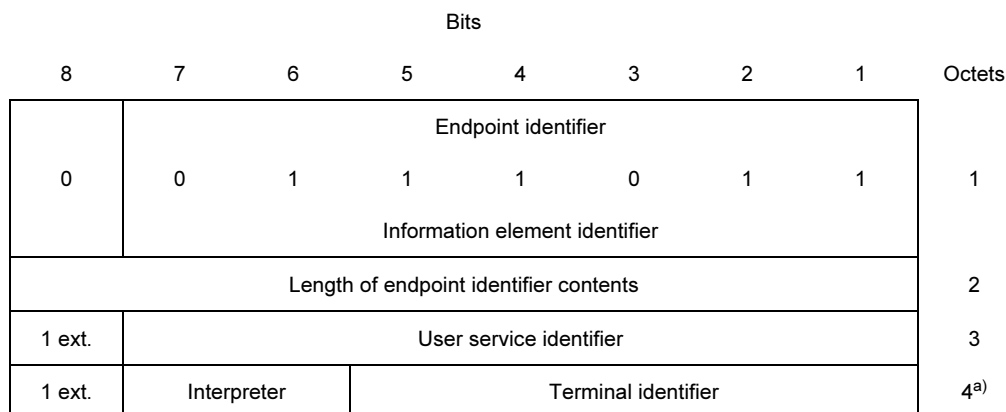 Bits
8 7 6 5 4 3 2 1 Octets
Endpoint identifier
0 0 1 1 1 0 1 1 1
Information element identifier
Length of endpoint identifier contents 2
1 ext. User service identifier 3
1 ext. Interpreter Terminal identifier 4a)